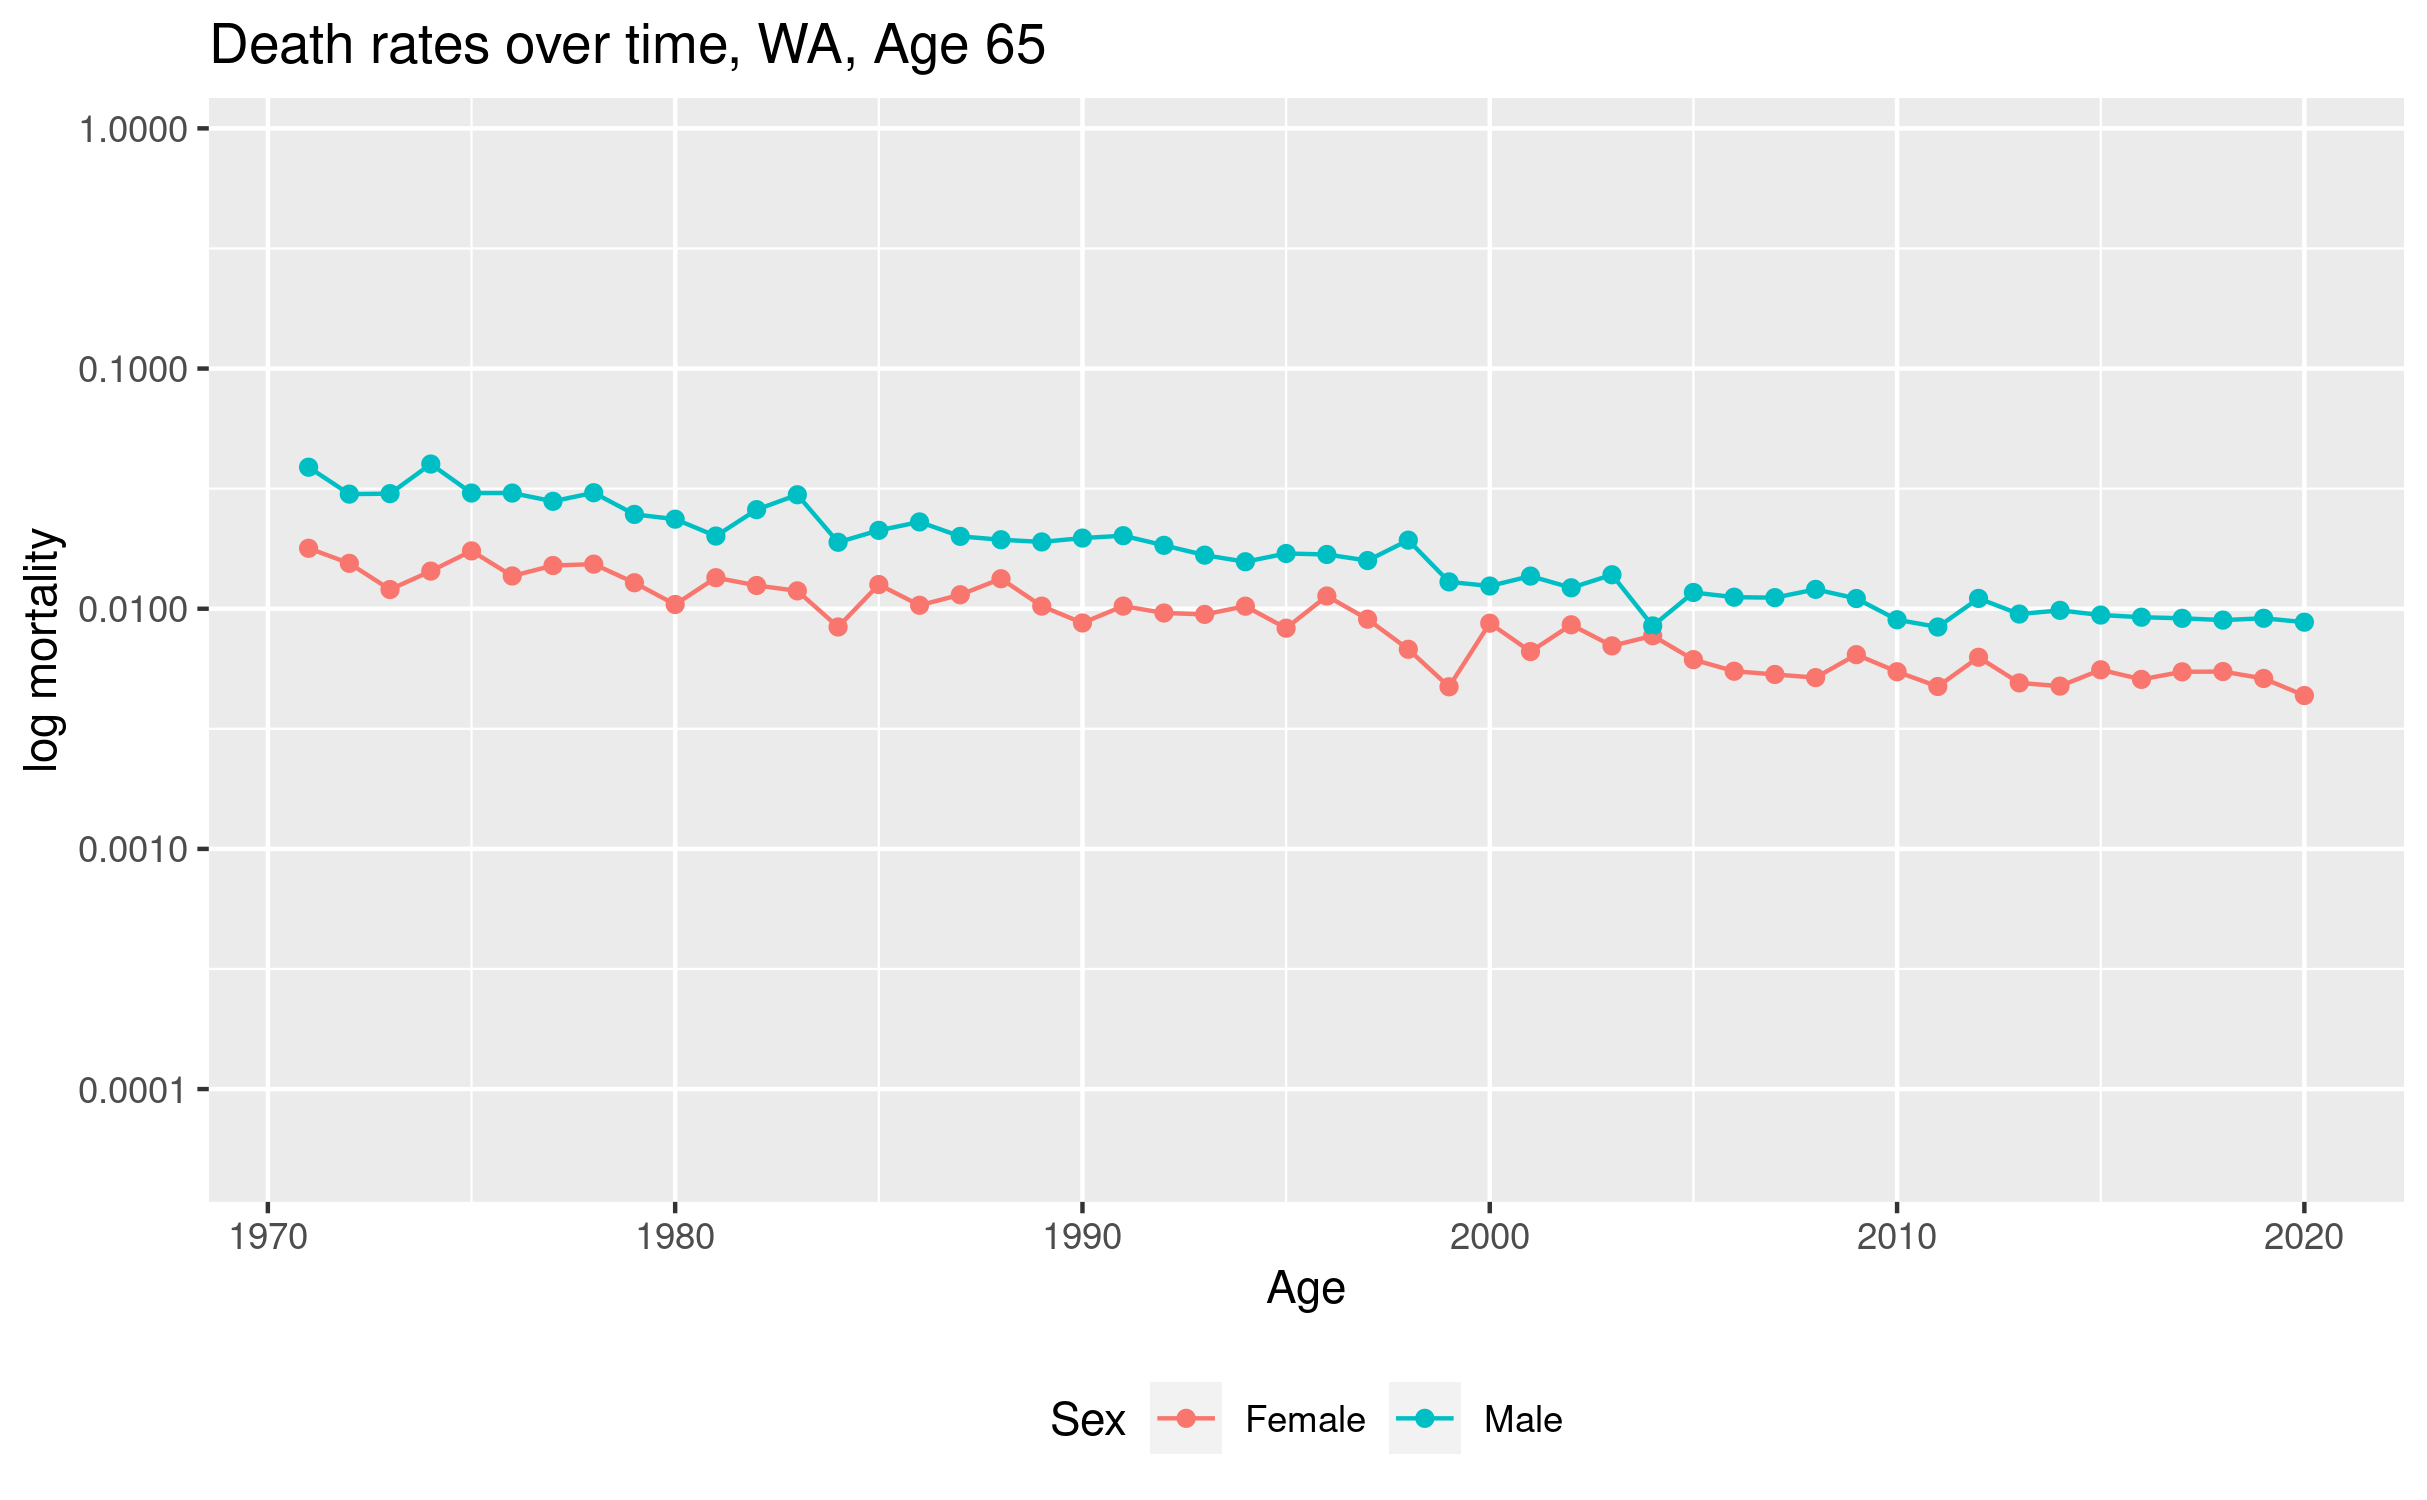 Death rates over time, WA, Age 65
log mortality
1.0000
0.1000
0.0100
0.0010
0.0001
1970 1980 1990 2000 2010 2020
Age
Sex Female Male